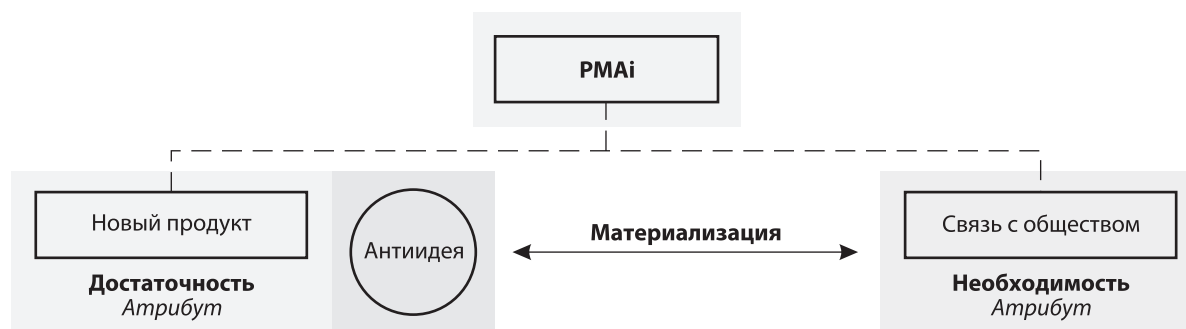 PMAi
Новый продукт
Антиидея
Материализация
Связь с обществом
Достаточность
Атрибут
Необходимость
Атрибут